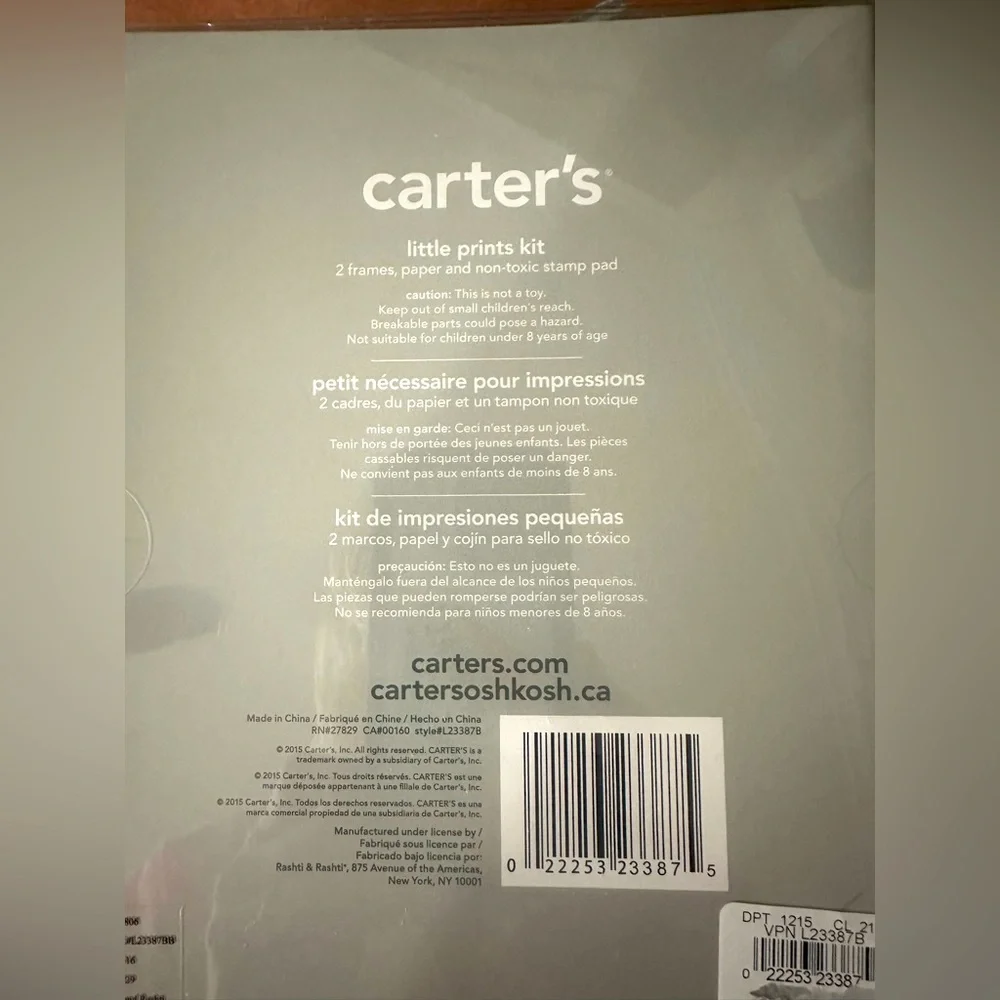 carter's®
little prints kit
2 frames, paper and non-toxic stamp pad
caution: This is not a toy.
Keep out of small children's reach.
Breakable parts could pose a hazard.
Not suitable for children under 8 years of age
petit nécessaire pour impressions
2 cadres, du papier et un tampon non toxique
mise en garde: Ceci n'est pas un jouet.
Tenir hors de portée des jeunes enfants. Les pièces
cassables risquent de poser un danger.
Ne convient pas aux enfants de moins de 8 ans.
kit de impresiones pequeñas
2 marcos, papel y cojín para sello no tóxico
precaución: Esto no es un juguete.
Manténgalo fuera del alcance de los niños pequeños.
Las piezas que pueden romperse podrían ser peligrosas.
No se recomienda para niños menores de 8 años.
carters.com
cartersoshkosh.ca
Made in China / Fabriqué en Chine / Hecho un China
RN#27829 CA#00160 style#L23387B
© 2015 Carter's, Inc. All rights reserved. CARTER'S is a
trademark owned by a subsidiary of Carter's, Inc.
© 2015 Carter's, Inc. Tous droits réservés. CARTER'S est une
marque déposée appartenant à une filiale de Carter's, Inc.
© 2015 Carter's, Inc. Todos los derechos reservados. CARTER'S es una
marca comercial propiedad de una subsidiaria de Carter's, Inc.
Manufactured under license by /
Fabriqué sous licence par /
Fabricado bajo licencia por:
Rashti & Rashti*, 875 Avenue of the Americas,
New York, NY 10001
0 22253 23387 5
806
#L23387BB
16
09
DPT 1215 CL 21
VPN L23387B
0 22253 23387